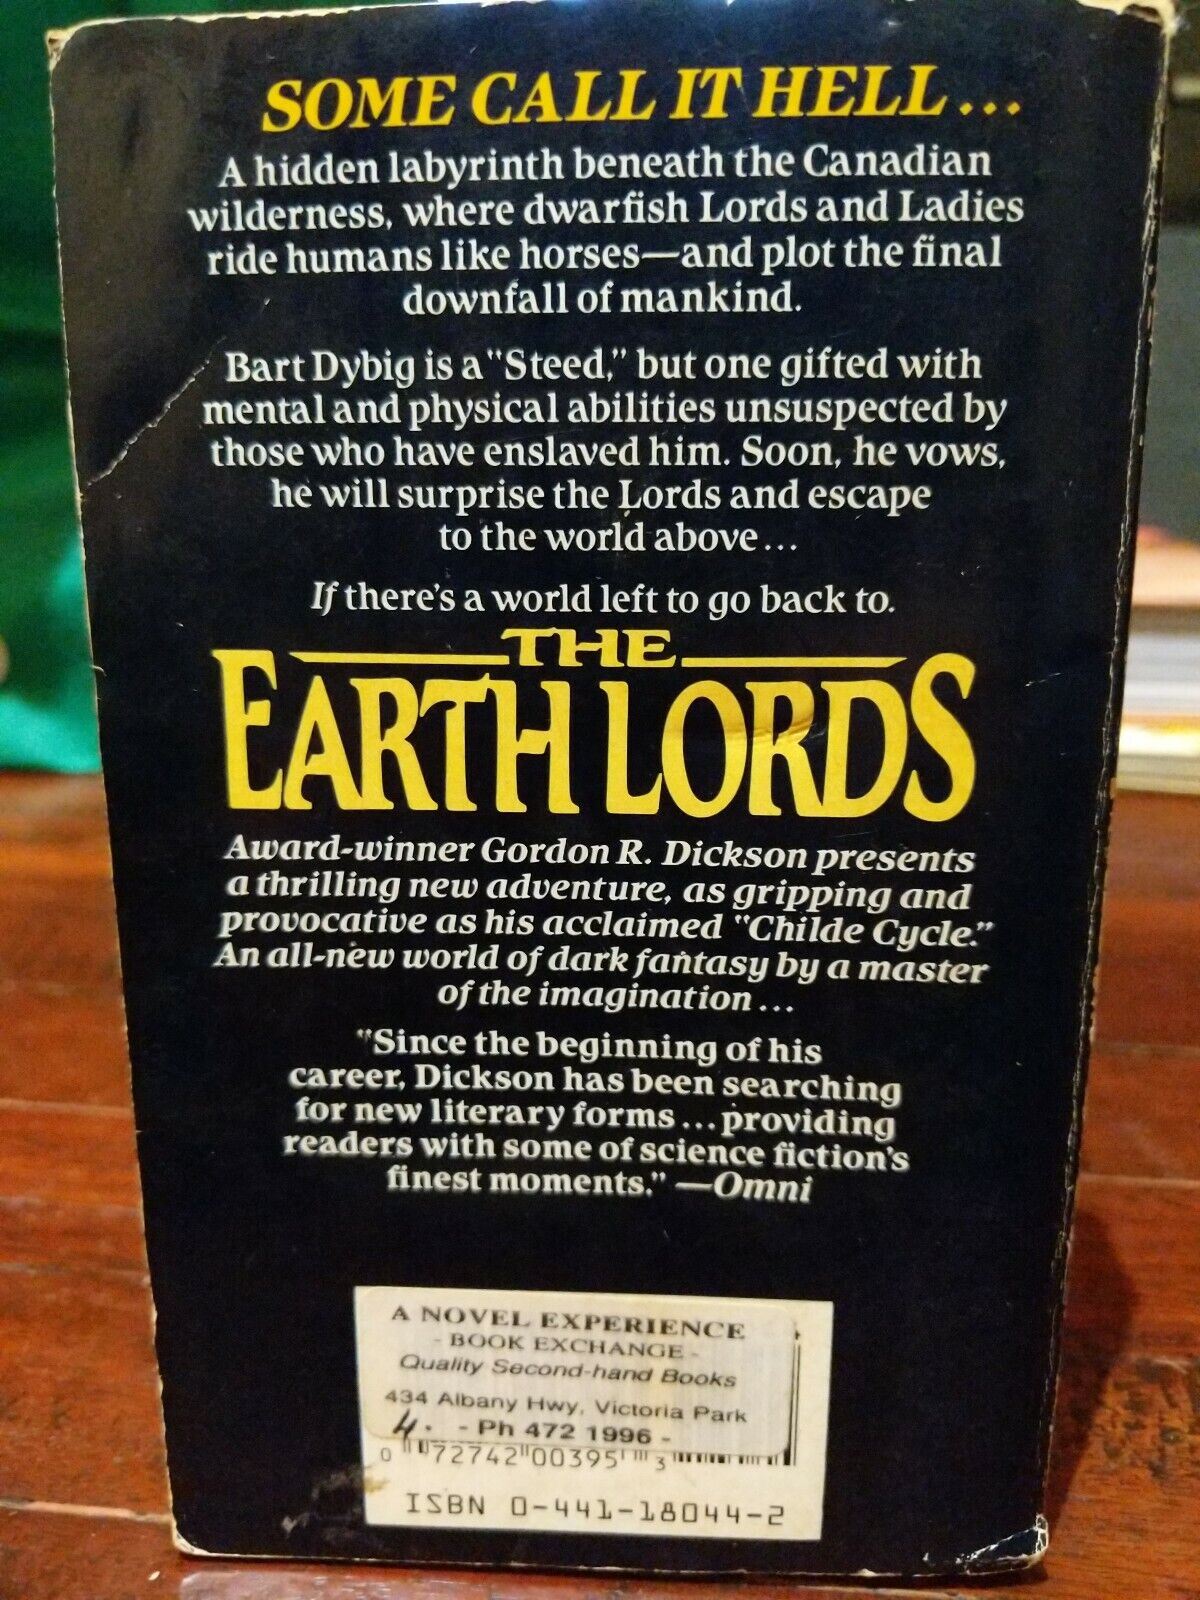 SOME CALL IT HELL...
A hidden labyrinth beneath the Canadian
wilderness, where dwarfish Lords and Ladies
ride humans like horses—and plot the final
downfall of mankind.
Bart Dybig is a "Steed," but one gifted with
mental and physical abilities unsuspected by
those who have enslaved him. Soon, he vows,
he will surprise the Lords and escape
to the world above...
If there's a world left to go back to.
THE
EARTH LORDS
Award-winner Gordon R. Dickson presents
a thrilling new adventure, as gripping and
provocative as his acclaimed "Childe Cycle."
An all-new world of dark fantasy by a master
of the imagination...
"Since the beginning of his
career, Dickson has been searching
for new literary forms...providing
readers with some of science fiction's
finest moments." —Omni
A NOVEL EXPERIENCE
- BOOK EXCHANGE -
Quality Second-hand Books
434 Albany Hwy, Victoria Park
4. - Ph 472 1996 -
0 72742 00395 3
ISBN 0-441-18044-2